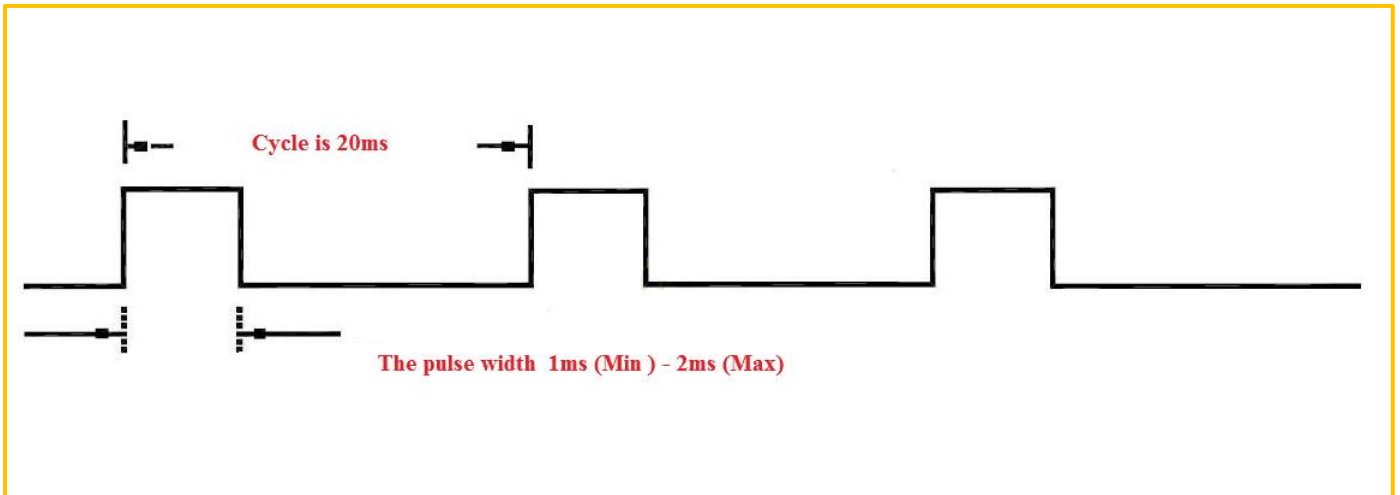 Cycle is 20ms
The pulse width 1ms (Min ) - 2ms (Max)